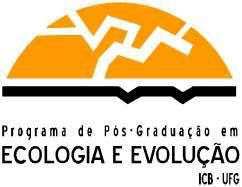 Programa de Pós-Graduação em
ECOLOGIA E EVOLUÇÃO
ICB - UFG